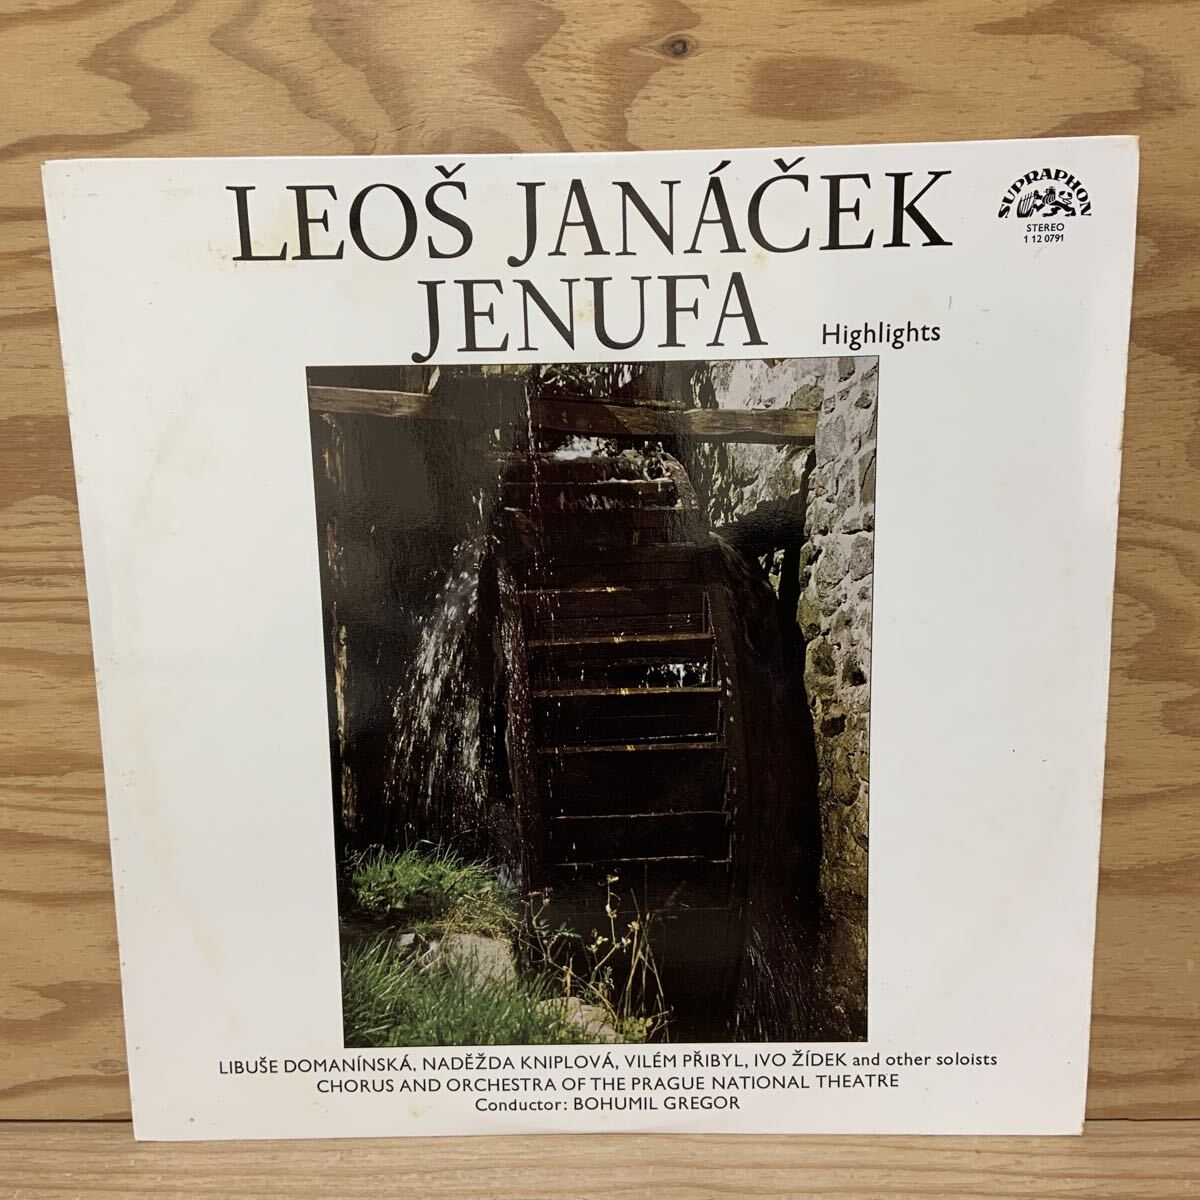 LEOŠ JANÁČEK
JENUFA
Highlights
SUPRAPHON
STEREO
1 12 0791
LIBUŠE DOMANÍNSKÁ, NADĚŽDA KNIPLOVÁ, VILÉM PŘIBYL, IVO ŽÍDEK and other soloists
CHORUS AND ORCHESTRA OF THE PRAGUE NATIONAL THEATRE
Conductor: BOHUMIL GREGOR